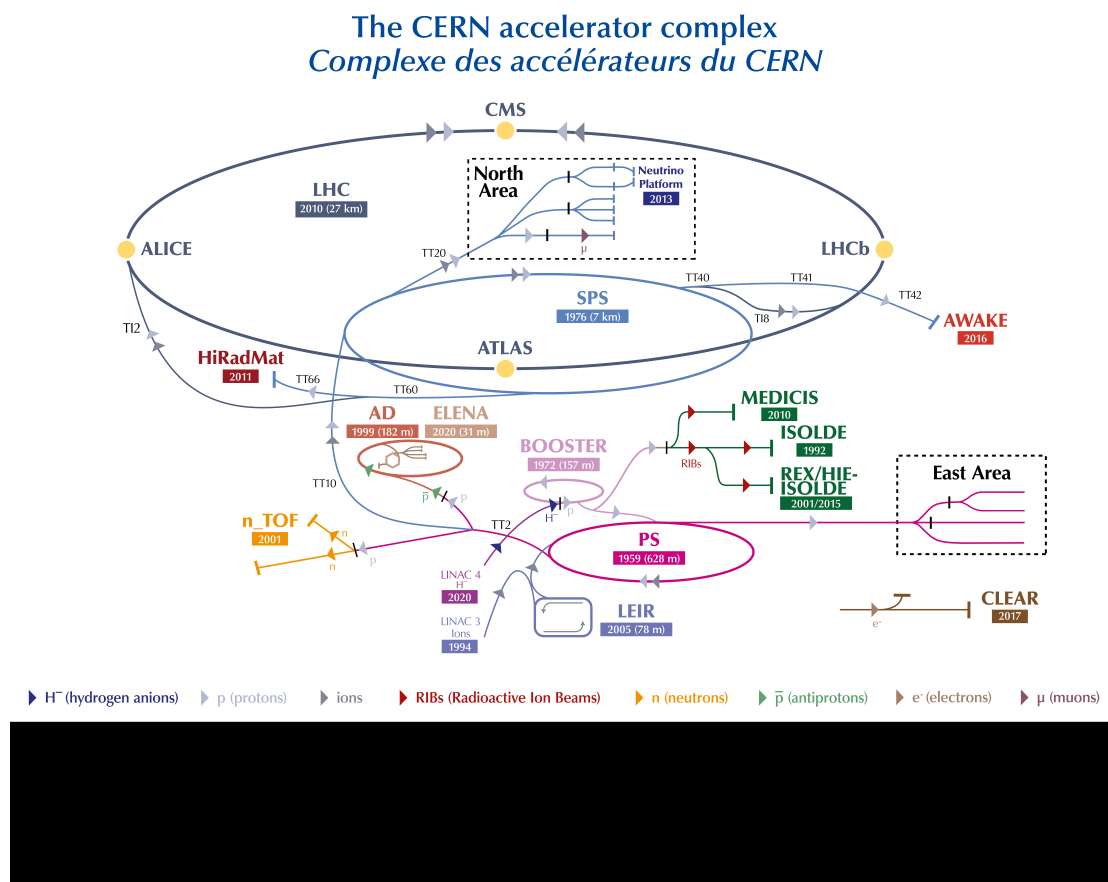 The CERN accelerator complex
Complexe des accélérateurs du CERN
CMS
North
Area
Neutrino
Platform
2013
LHC
2010 (27 km)
ALICE
LHCb
TT20
μ
TT40
TT41
TT42
SPS
1976 (7 km)
TI8
AWAKE
2016
TI2
ATLAS
HiRadMat
2011
TT66
TT60
AD
1999 (182 m)
ELENA
2020 (31 m)
MEDICIS
2010
BOOSTER
1972 (157 m)
ISOLDE
1992
RIBs
REX/HIE-
ISOLDE
2001/2015
East Area
TT10
p̅
p
H⁻
p
n_TOF
2001
n
n
p
TT2
PS
1959 (628 m)
LINAC 4
H⁻
2020
LINAC 3
Ions
1994
LEIR
2005 (78 m)
CLEAR
2017
e⁻
H⁻ (hydrogen anions)
p (protons)
ions
RIBs (Radioactive Ion Beams)
n (neutrons)
p̅ (antiprotons)
e⁻ (electrons)
μ (muons)